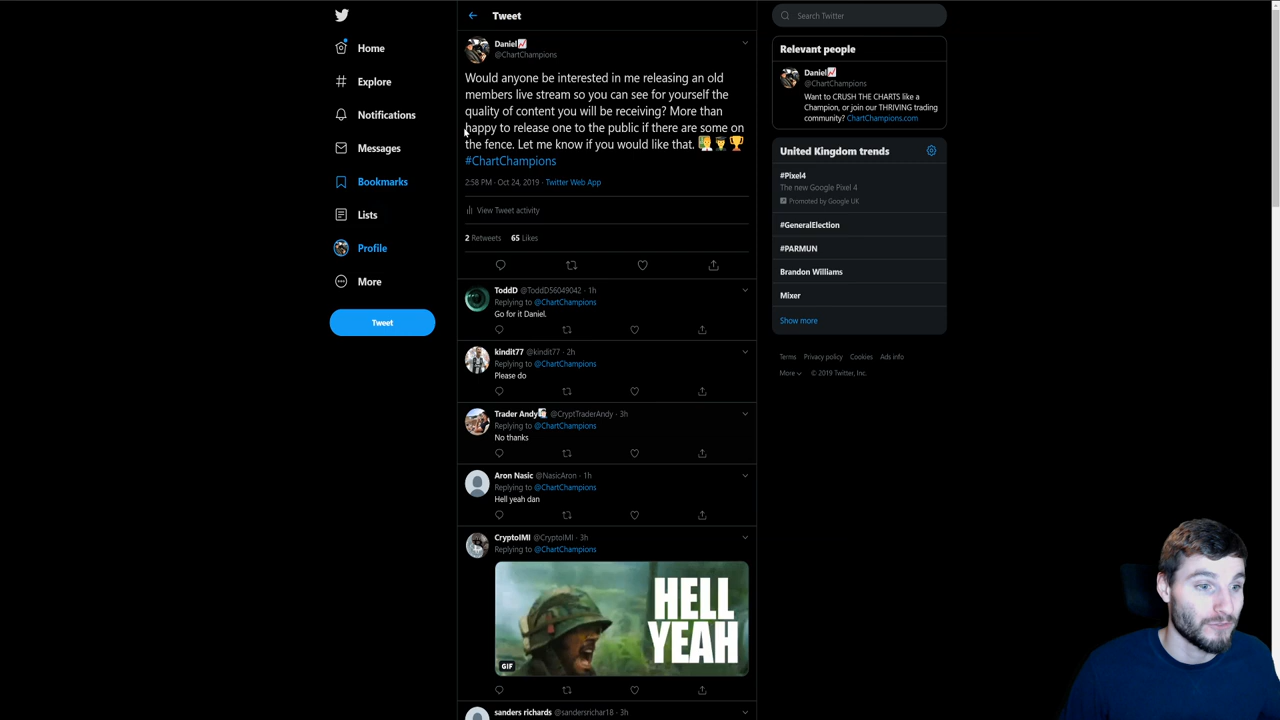 Home
Explore
Notifications
Messages
Bookmarks
Lists
Profile
More
Tweet
Tweet
Daniel
@ChartChampions
Would anyone be interested in me releasing an old
members live stream so you can see for yourself the
quality of content you will be receiving? More than
happy to release one to the public if there are some on
the fence. Let me know if you would like that.
#ChartChampions
2:58 PM · Oct 24, 2019 · Twitter Web App
View Tweet activity
2 Retweets 65 Likes
ToddD @ToddD56049042 · 1h
Replying to @ChartChampions
Go for it Daniel.
kindit77 @kindit77 · 2h
Replying to @ChartChampions
Please do
Trader Andy @CryptTraderAndy · 3h
Replying to @ChartChampions
No thanks
Aron Nasic @NasicAron · 1h
Replying to @ChartChampions
Hell yeah dan
CryptoIMI @CryptoIMI · 3h
Replying to @ChartChampions
HELL
YEAH
GIF
sanders richards @sandersrichar18 · 3h
Search Twitter
Relevant people
Daniel
@ChartChampions
Want to CRUSH THE CHARTS like a
Champion, or join our THRIVING trading
community? ChartChampions.com
United Kingdom trends
#Pixel4
The new Google Pixel 4
Promoted by Google UK
#GeneralElection
#PARMUN
Brandon Williams
Mixer
Show more
Terms Privacy policy Cookies Ads info
More © 2019 Twitter, Inc.